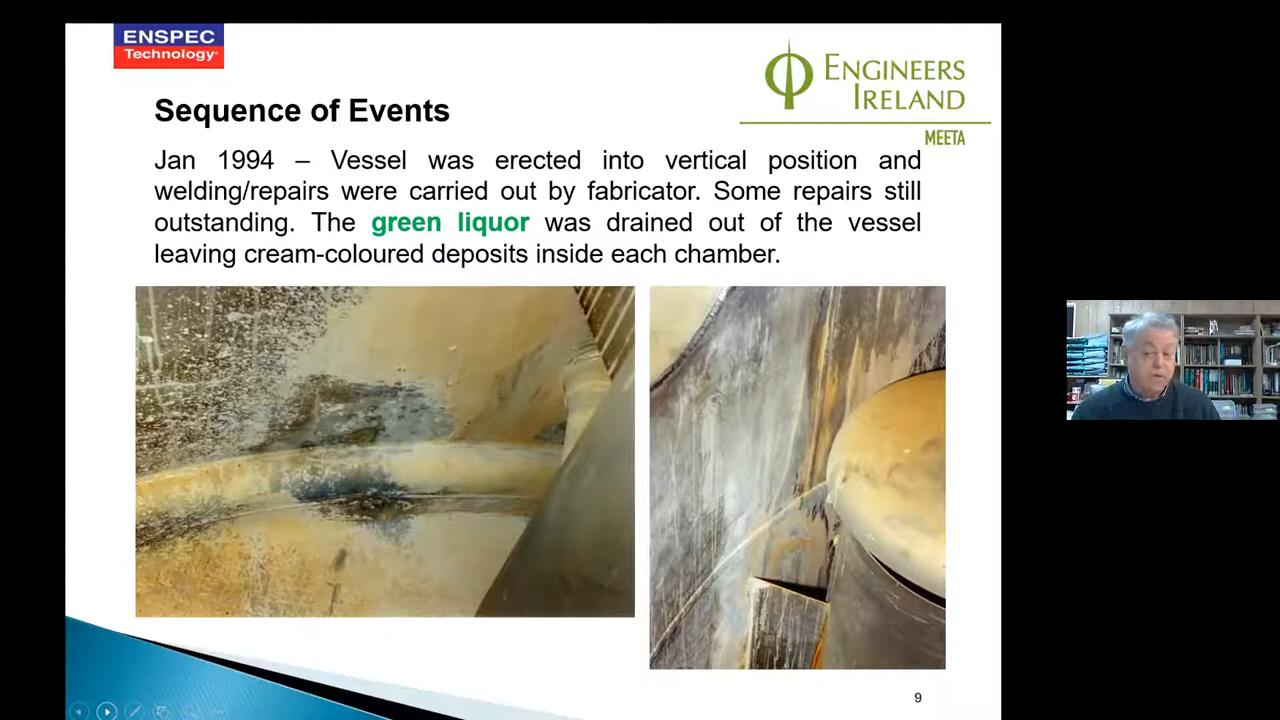 ENSPEC
Technology
ENGINEERS
IRELAND
MEETA
Sequence of Events
Jan 1994 – Vessel was erected into vertical position and
welding/repairs were carried out by fabricator. Some repairs still
outstanding. The green liquor was drained out of the vessel
leaving cream-coloured deposits inside each chamber.
9